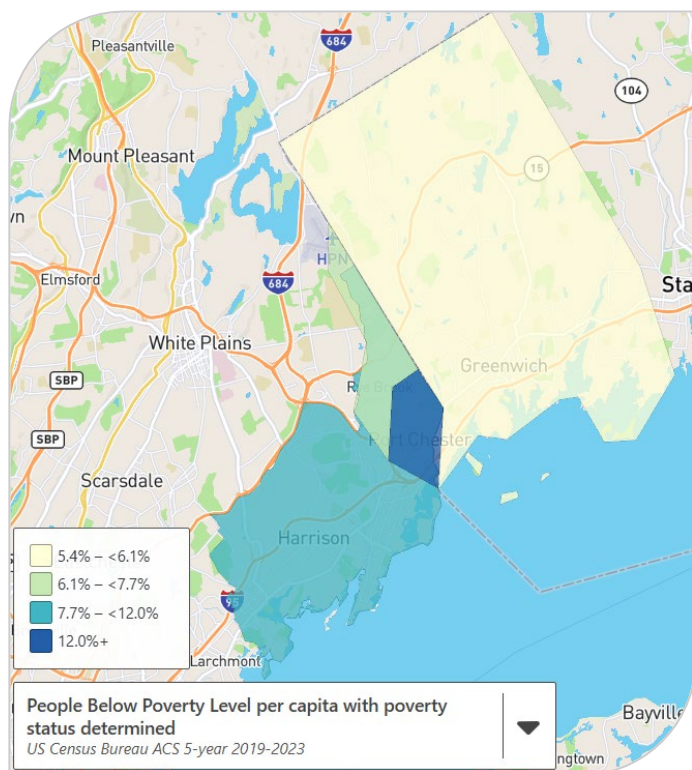 Pleasantville
684
104
Mount Pleasant
15
wn
HPN
Elmsford
684
Sta
White Plains
Greenwich
SBP
Port Chester
SBP
Scarsdale
Harrison
5.4% – <6.1%
6.1% – <7.7%
7.7% – <12.0%
12.0%+
95
Larchmont
People Below Poverty Level per capita with poverty
status determined
US Census Bureau ACS 5-year 2019-2023
Bayville
ngtown